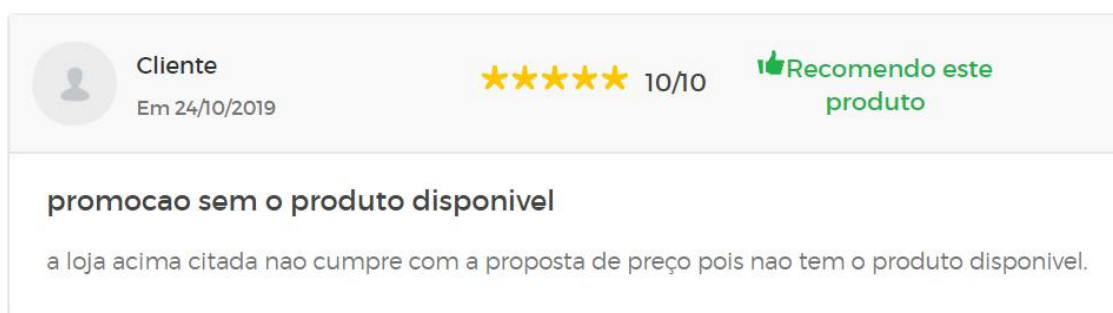 Cliente
Em 24/10/2019
10/10
Recomendo este
produto
promocao sem o produto disponivel
a loja acima citada nao cumpre com a proposta de preço pois nao tem o produto disponivel.